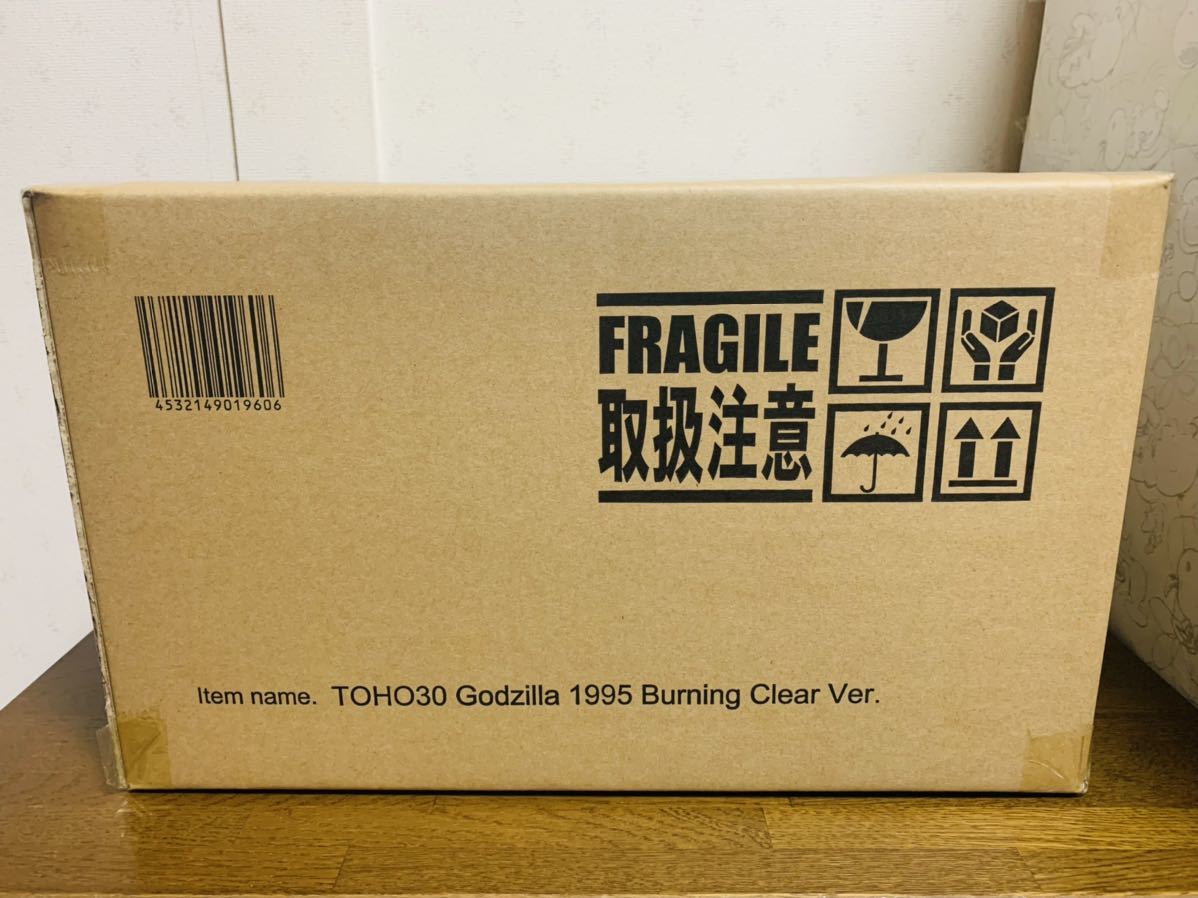 4532149019606
FRAGILE
取扱注意
Item name. TOHO30 Godzilla 1995 Burning Clear Ver.